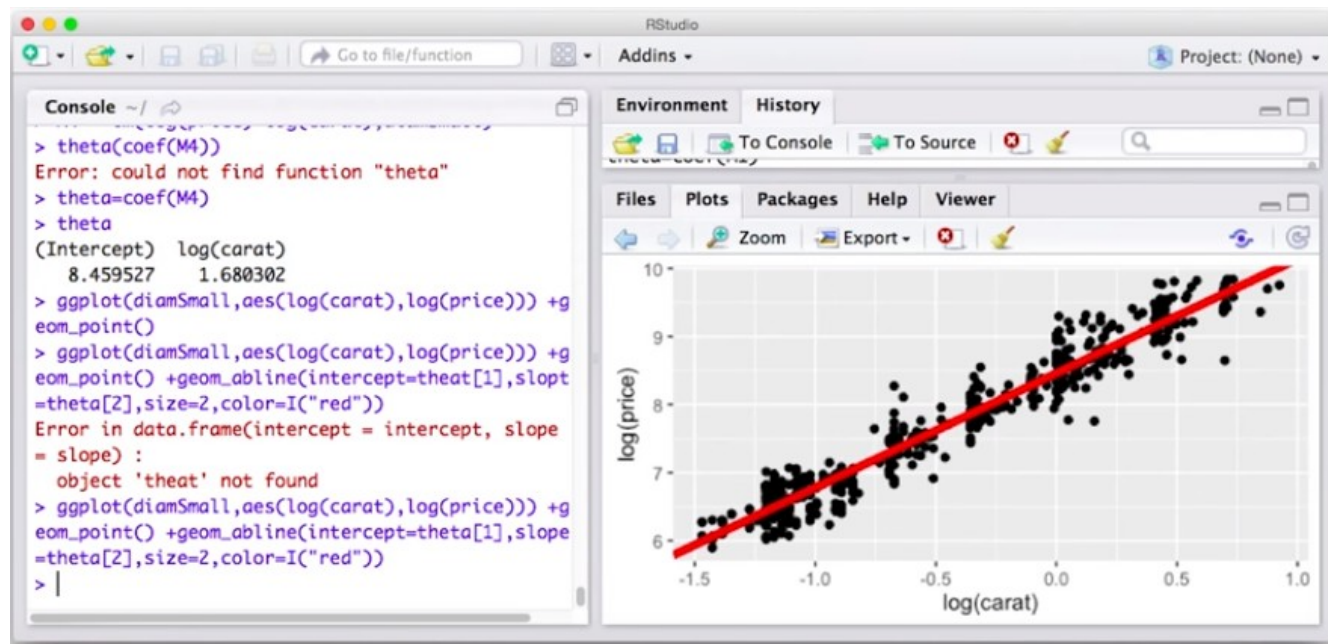 RStudio
Go to file/function
Addins
Project: (None)
Console ~/
> theta(coef(M4))
Error: could not find function "theta"
> theta=coef(M4)
> theta
(Intercept) log(carat)
8.459527 1.680302
> ggplot(diamSmall,aes(log(carat),log(price))) +g
eom_point()
> ggplot(diamSmall,aes(log(carat),log(price))) +g
eom_point() +geom_abline(intercept=theat[1],slopt
=theta[2],size=2,color=I("red"))
Error in data.frame(intercept = intercept, slope
= slope) :
object 'theat' not found
> ggplot(diamSmall,aes(log(carat),log(price))) +g
eom_point() +geom_abline(intercept=theta[1],slope
=theta[2],size=2,color=I("red"))
>
Environment History
To Console To Source
Files Plots Packages Help Viewer
Zoom Export
10
9
8
7
6
log(price)
-1.5 -1.0 -0.5 0.0 0.5 1.0
log(carat)